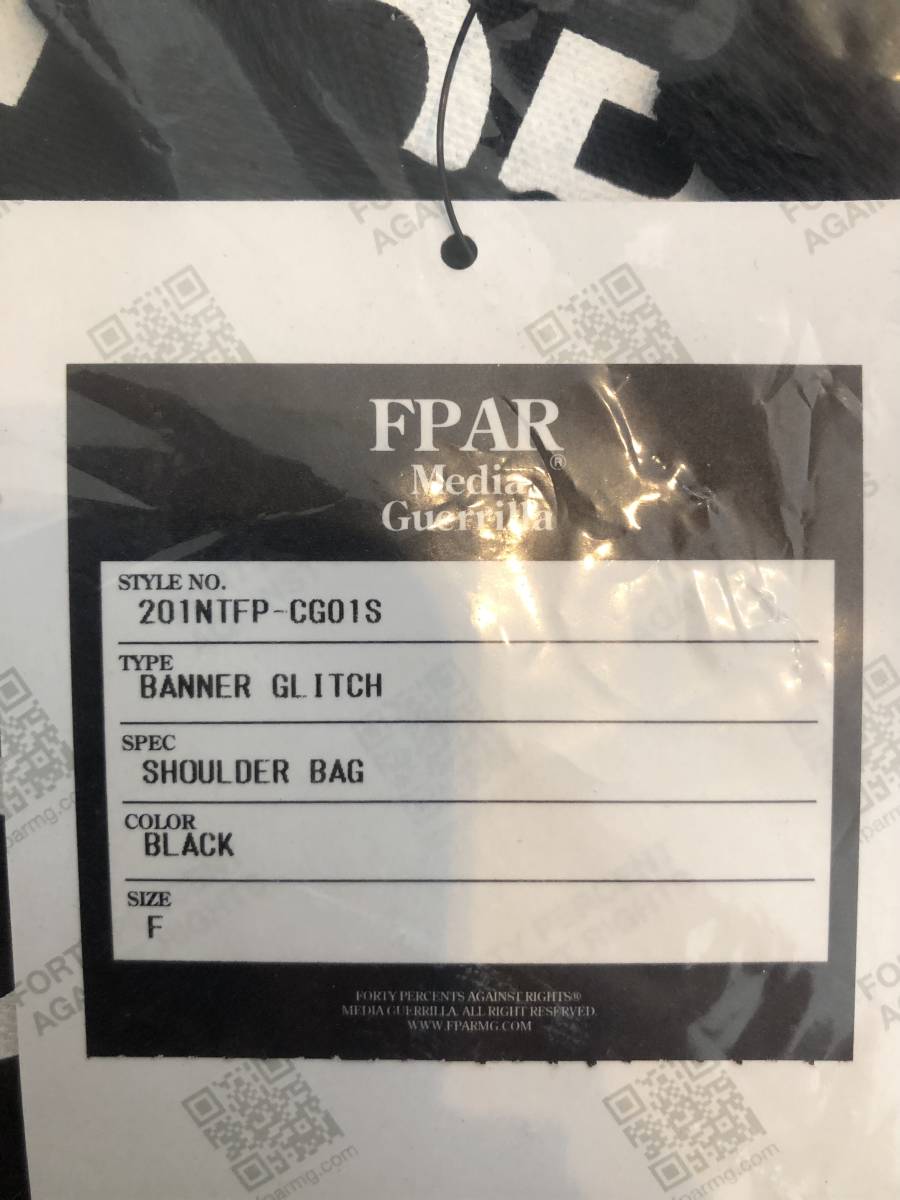 FPAR®
Media
Guerrilla
STYLE NO.
201NTFP-CG01S
TYPE
BANNER GLITCH
SPEC
SHOULDER BAG
COLOR
BLACK
SIZE
F
FORTY PERCENTS AGAINST RIGHTS®
MEDIA GUERRILLA. ALL RIGHT RESERVED.
WWW.FPARMG.COM